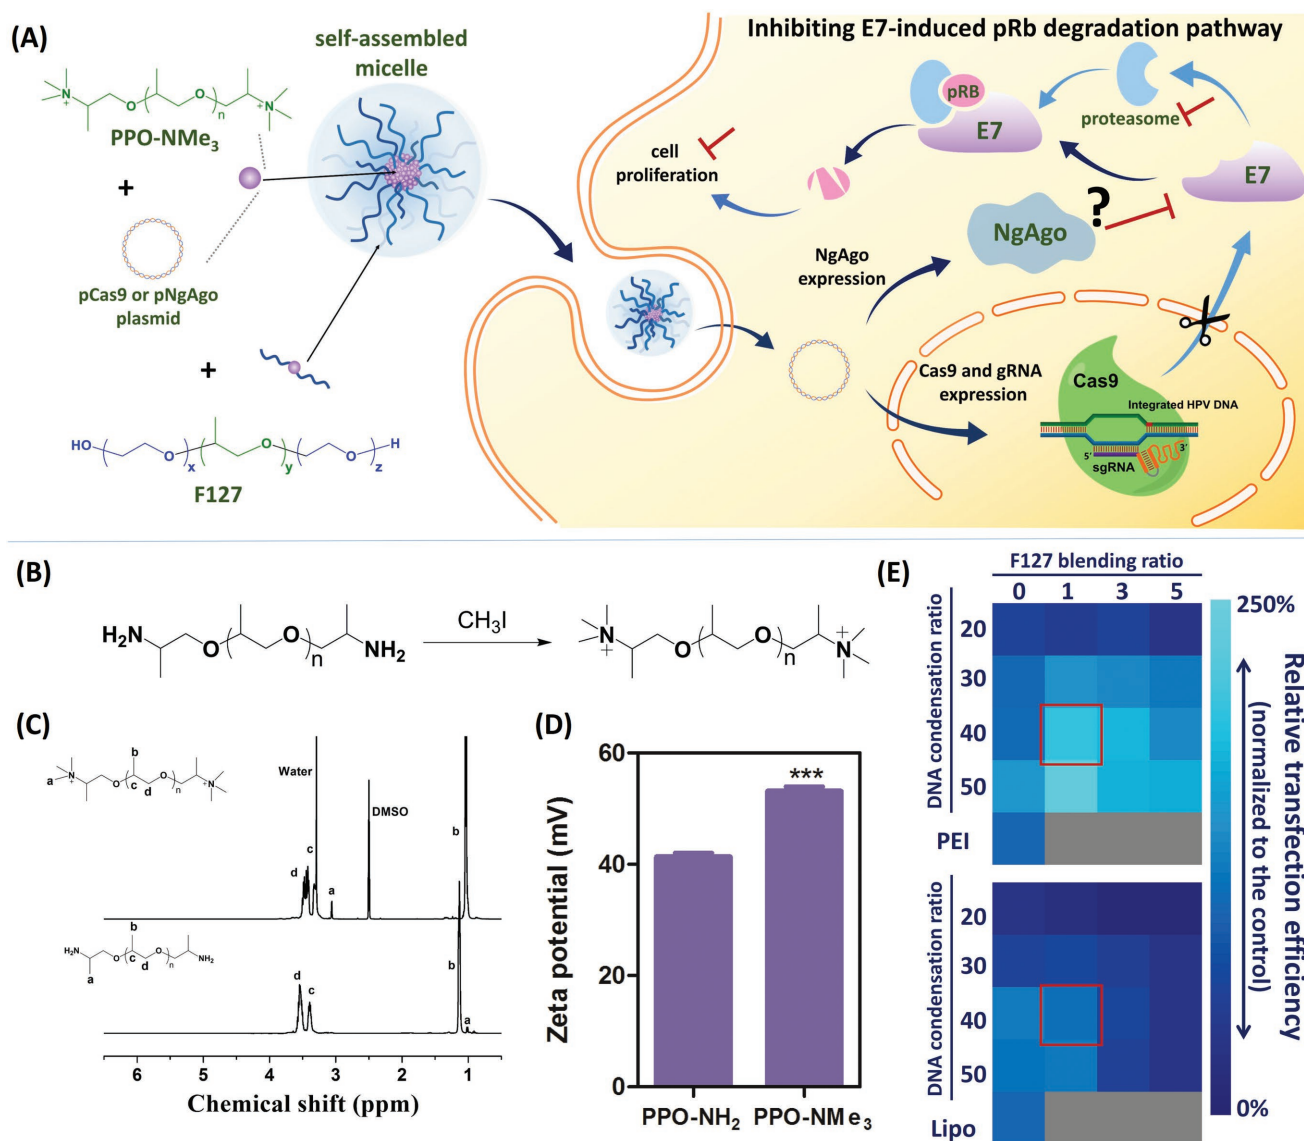 (A)
self-assembled
micelle
Inhibiting E7-induced pRb degradation pathway
N
+
O
O
n
+
N
PPO-NMe3
+
pCas9 or pNgAgo
plasmid
+
HO
O
x
O
y
O
z
H
F127
cell
proliferation
pRB
E7
proteasome
E7
?
NgAgo
NgAgo
expression
Cas9 and gRNA
expression
Cas9
Integrated HPV DNA
5'
3'
sgRNA
(B)
H2N
O
O
n
NH2
CH3I
N
+
O
O
n
+
N
(C)
b
a
N
+
O
c
d
O
n
+
N
Water
DMSO
d
c
a
b
b
H2N
O
c
d
O
n
NH2
a
d
c
b
a
6
5
4
3
2
1
Chemical shift (ppm)
(D)
Zeta potential (mV)
60
40
20
0
***
PPO-NH2
PPO-NMe3
(E)
F127 blending ratio
0 1 3 5
DNA condensation ratio
20
30
40
50
PEI
DNA condensation ratio
20
30
40
50
Lipo
250%
0%
Relative transfection efficiency
(normalized to the control)